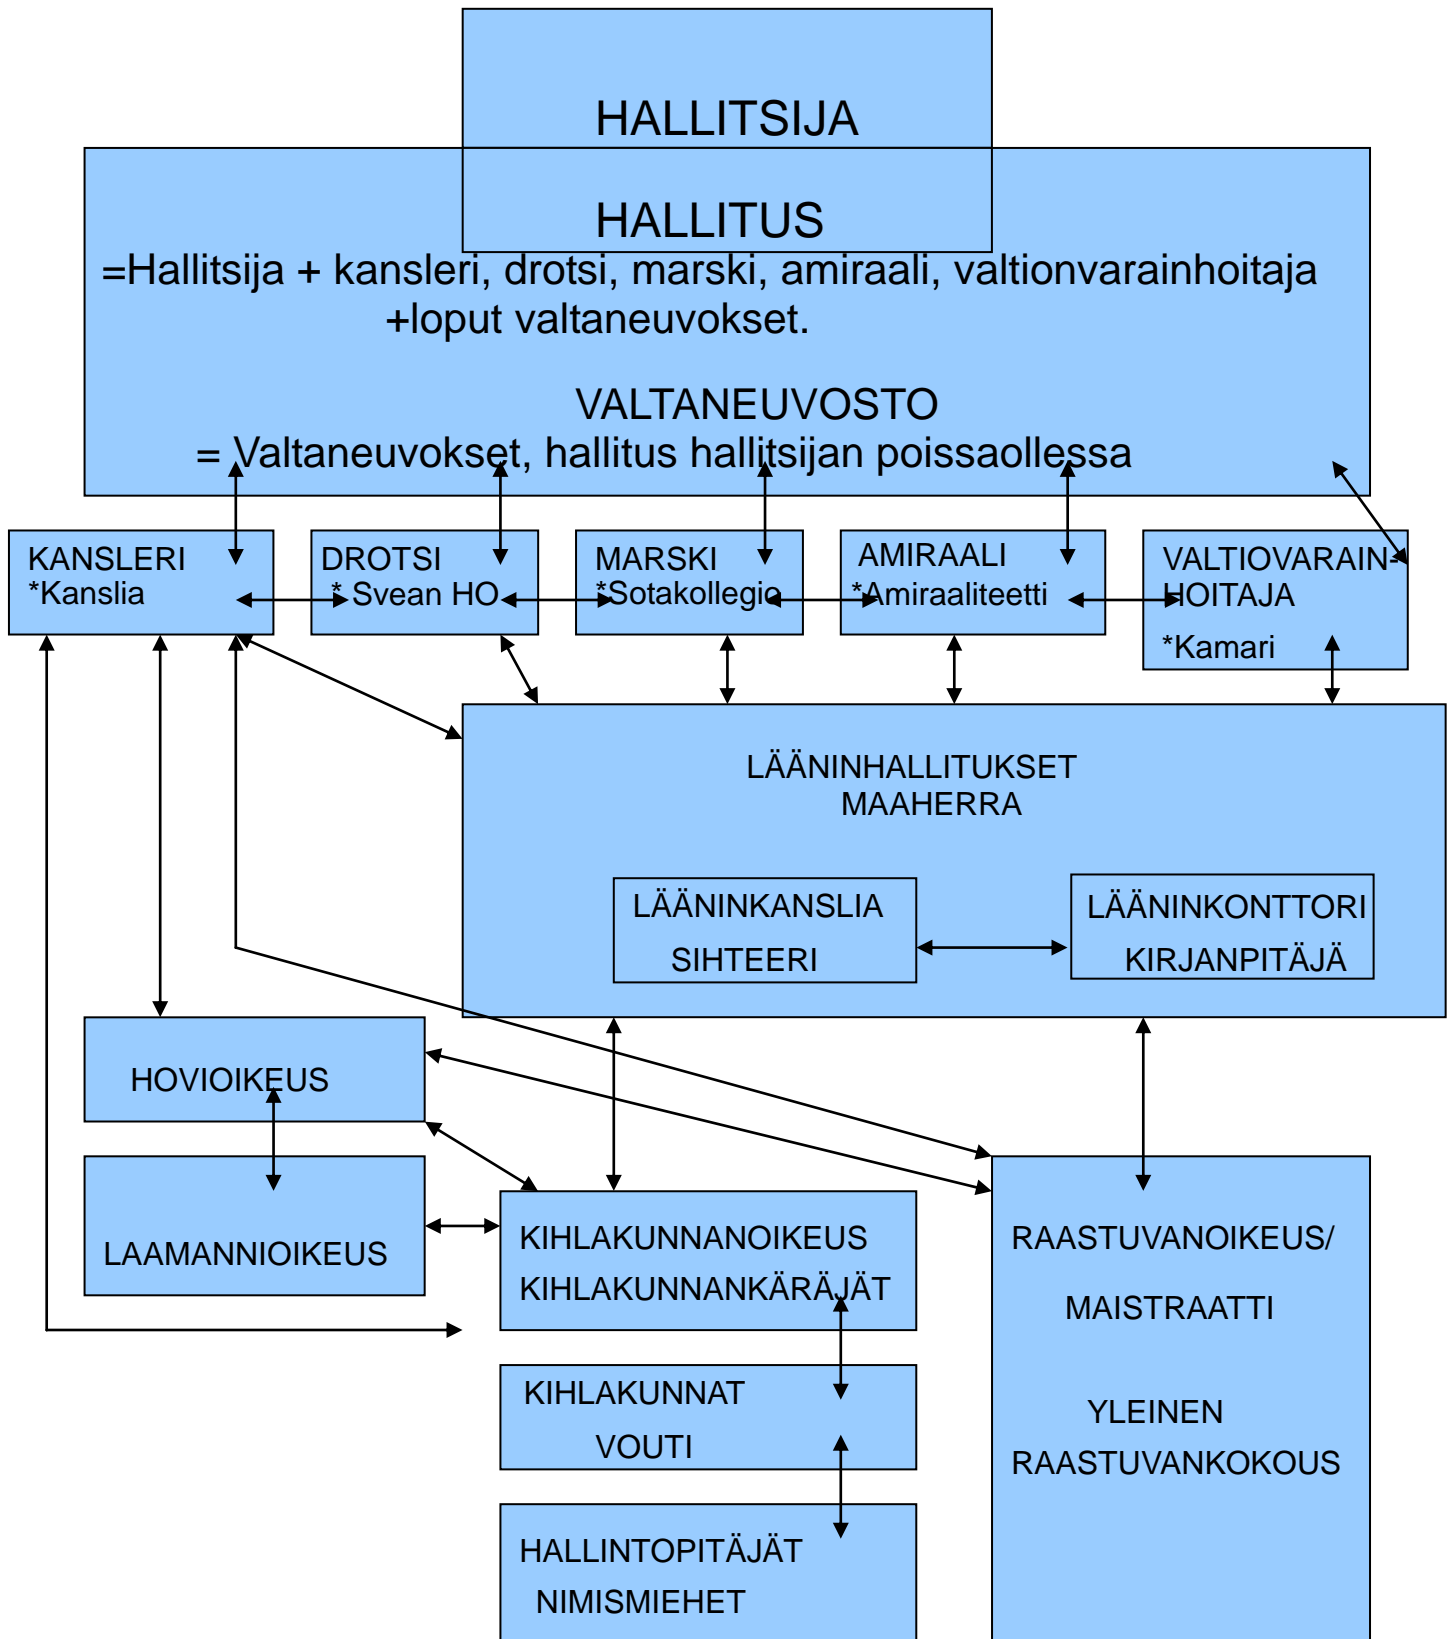 HALLITSIJA
HALLITUS
=Hallitsija + kansleri, drotsi, marski, amiraali, valtionvarainhoitaja
+loput valtaneuvokset.
VALTANEUVOSTO
= Valtaneuvokset, hallitus hallitsijan poissaollessa
KANSLERI
*Kanslia
DROTSI
* Svean HO
MARSKI
*Sotakollegio
AMIRAALI
*Amiraaliteetti
VALTIOVARAIN-
HOITAJA
*Kamari
LÄÄNINHALLITUKSET
MAAHERRA
LÄÄNINKANSLIA
SIHTEERI
LÄÄNINKONTTORI
KIRJANPITÄJÄ
HOVIOIKEUS
LAAMANNIOIKEUS
KIHLAKUNNANOIKEUS
KIHLAKUNNANKÄRÄJÄT
RAASTUVANOIKEUS/
MAISTRAATTI
YLEINEN
RAASTUVANKOKOUS
KIHLAKUNNAT
VOUTI
HALLINTOPITÄJÄT
NIMISMIEHET